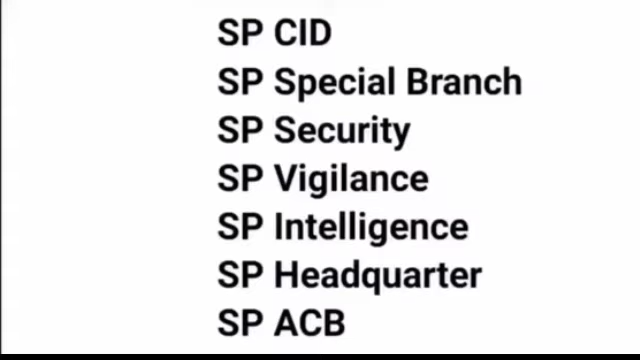 SP CID
SP Special Branch
SP Security
SP Vigilance
SP Intelligence
SP Headquarter
SP ACB